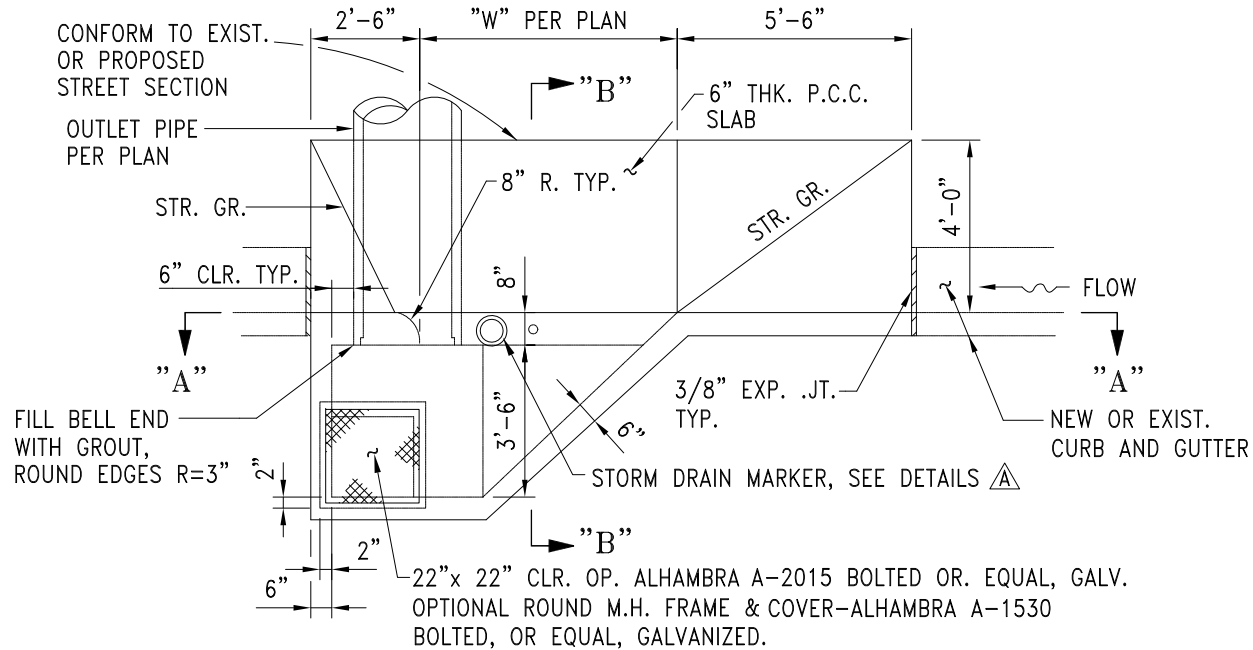 2'-6"
"W" PER PLAN
5'-6"
CONFORM TO EXIST.
OR PROPOSED
STREET SECTION
"B"
6" THK. P.C.C.
SLAB
OUTLET PIPE
PER PLAN
8" R. TYP.
STR. GR.
STR. GR.
4'-0"
6" CLR. TYP.
8"
FLOW
"A"
"A"
3/8" EXP. .JT.
TYP.
FILL BELL END
WITH GROUT,
ROUND EDGES R=3"
3'-6"
6"
NEW OR EXIST.
CURB AND GUTTER
2"
STORM DRAIN MARKER, SEE DETAILS A
"B"
2"
6"
22"x 22" CLR. OP. ALHAMBRA A-2015 BOLTED OR. EQUAL, GALV.
OPTIONAL ROUND M.H. FRAME & COVER-ALHAMBRA A-1530
BOLTED, OR EQUAL, GALVANIZED.